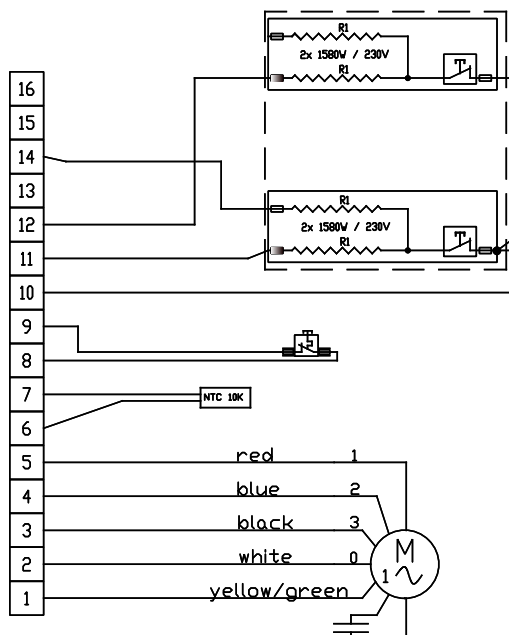 R1
2x 1580W / 230V
R1
16
15
14
13
12
11
10
9
8
7
6
5
4
3
2
1
R1
2x 1580W / 230V
R1
NTC 10K
red 1
blue 2
black 3
white 0
yellow/green
M
1